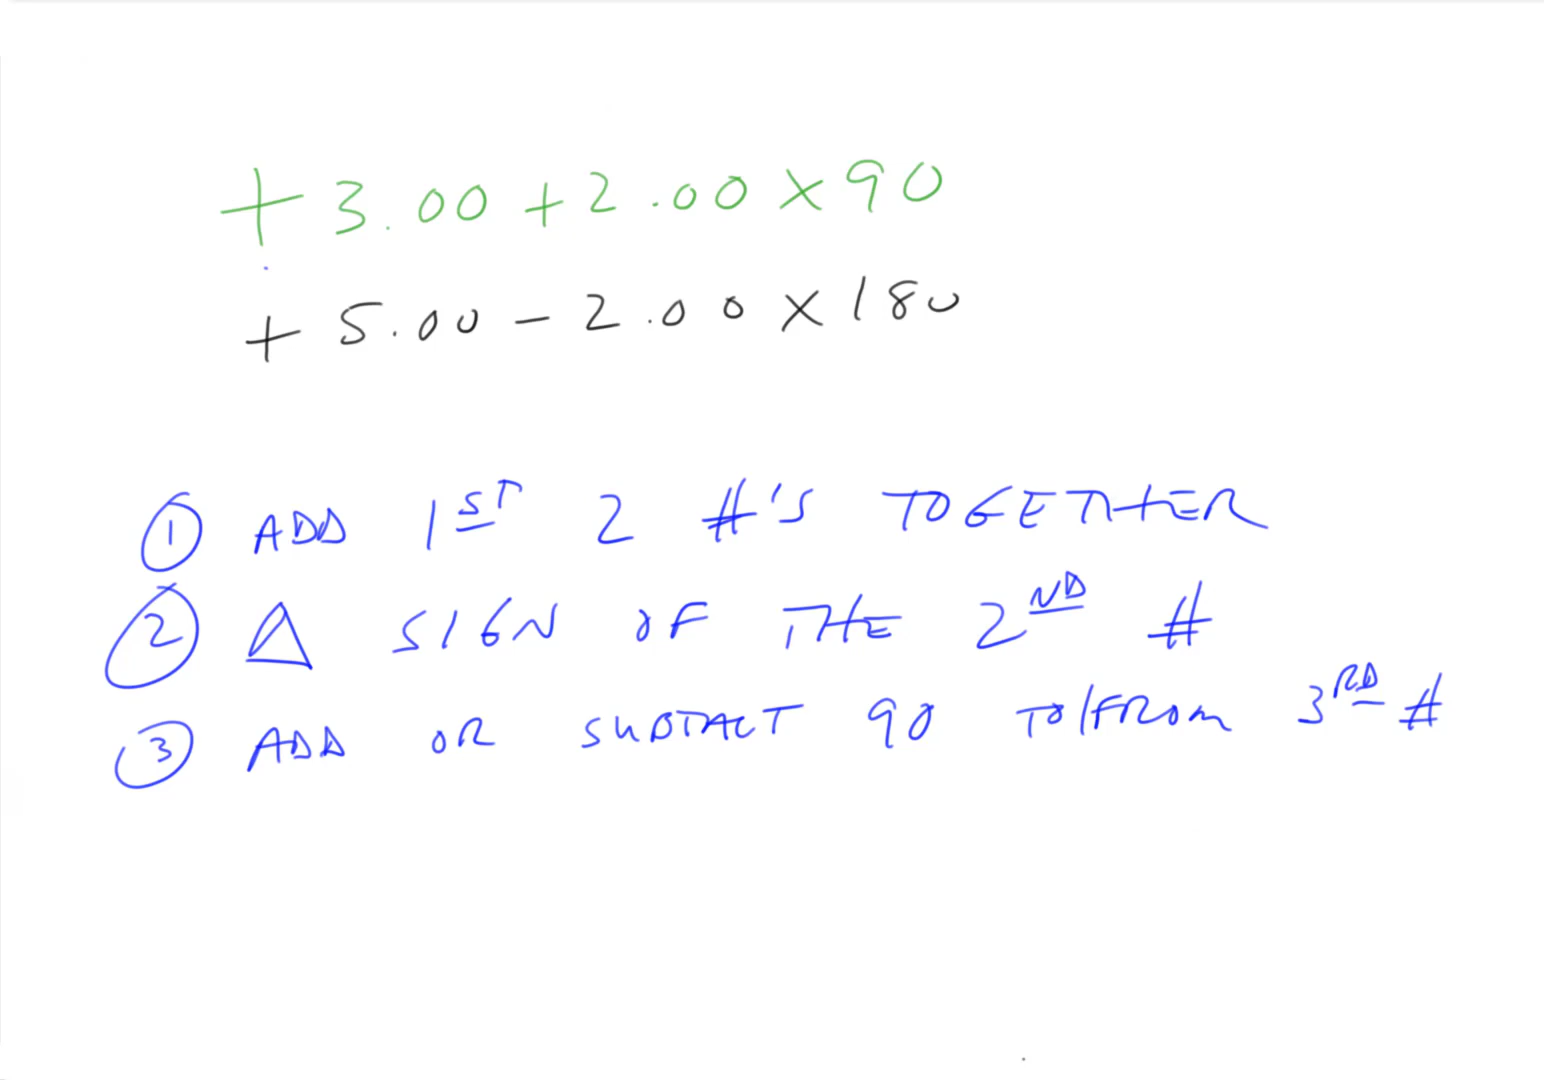 +3.00 +2.00 x 90
+5.00 - 2.00 x 180
① ADD 1ST 2 #'S TOGETHER
② Δ SIGN OF THE 2ND #
③ ADD OR SUBTACT 90 TO/FROM 3RD #